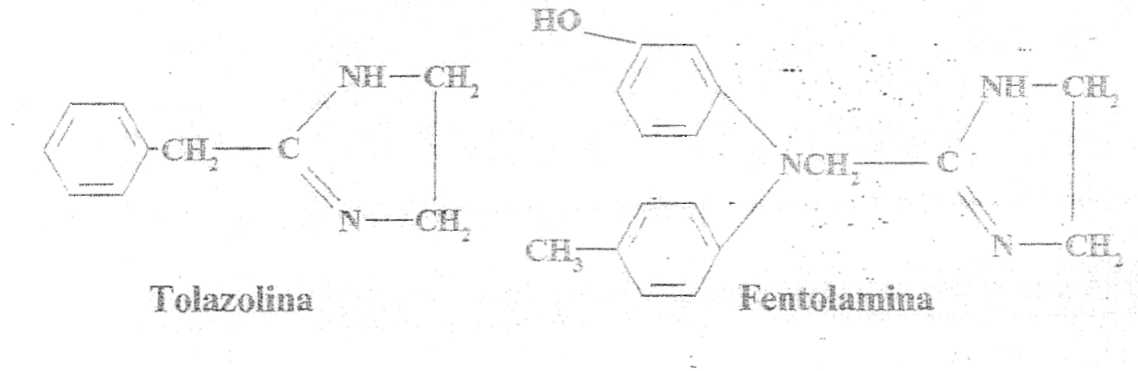 HO
NH CH₂ NH CH₂
CH₂ C NCH₂ C
N CH₂ CH₃ N CH₂
Tolazolina Fentolamina